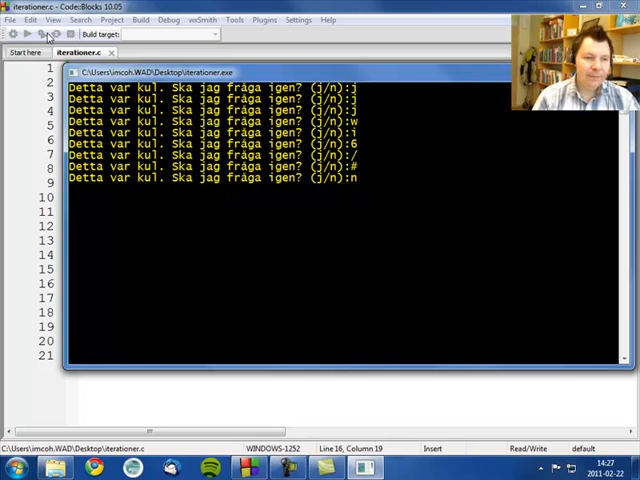 iterationer.c - Code::Blocks 10.05
File Edit View Search Project Build Debug wxSmith Tools Plugins Settings Help
Build target:
Start here iterationer.c
C:\Users\imcoh.WAD\Desktop\iterationer.exe
1
2
3
4
5
6
7
8
9
10
11
12
13
14
15
16
17
18
19
20
21
Detta var kul. Ska jag fråga igen? (j/n):j
Detta var kul. Ska jag fråga igen? (j/n):j
Detta var kul. Ska jag fråga igen? (j/n):j
Detta var kul. Ska jag fråga igen? (j/n):w
Detta var kul. Ska jag fråga igen? (j/n):i
Detta var kul. Ska jag fråga igen? (j/n):6
Detta var kul. Ska jag fråga igen? (j/n):/
Detta var kul. Ska jag fråga igen? (j/n):#
Detta var kul. Ska jag fråga igen? (j/n):n
C:\Users\imcoh.WAD\Desktop\iterationer.c WINDOWS-1252 Line 16, Column 19 Insert Read/Write default
14:27
2011-02-22